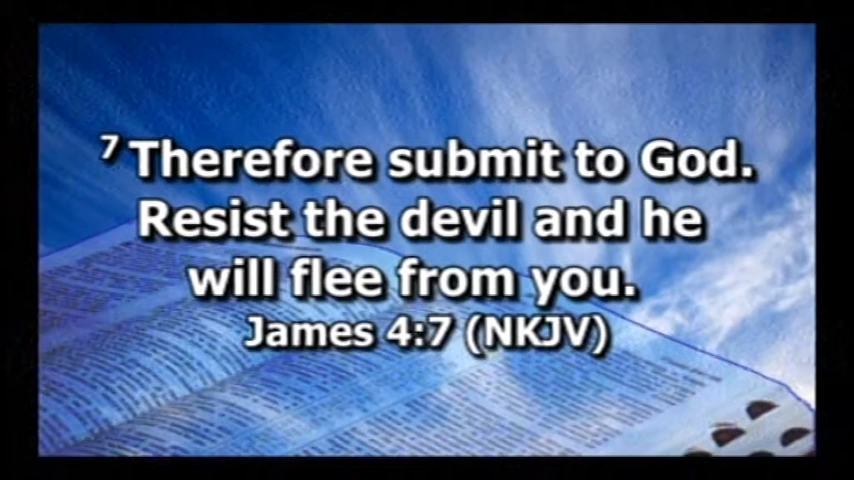 7 Therefore submit to God.
Resist the devil and he
will flee from you.
James 4:7 (NKJV)